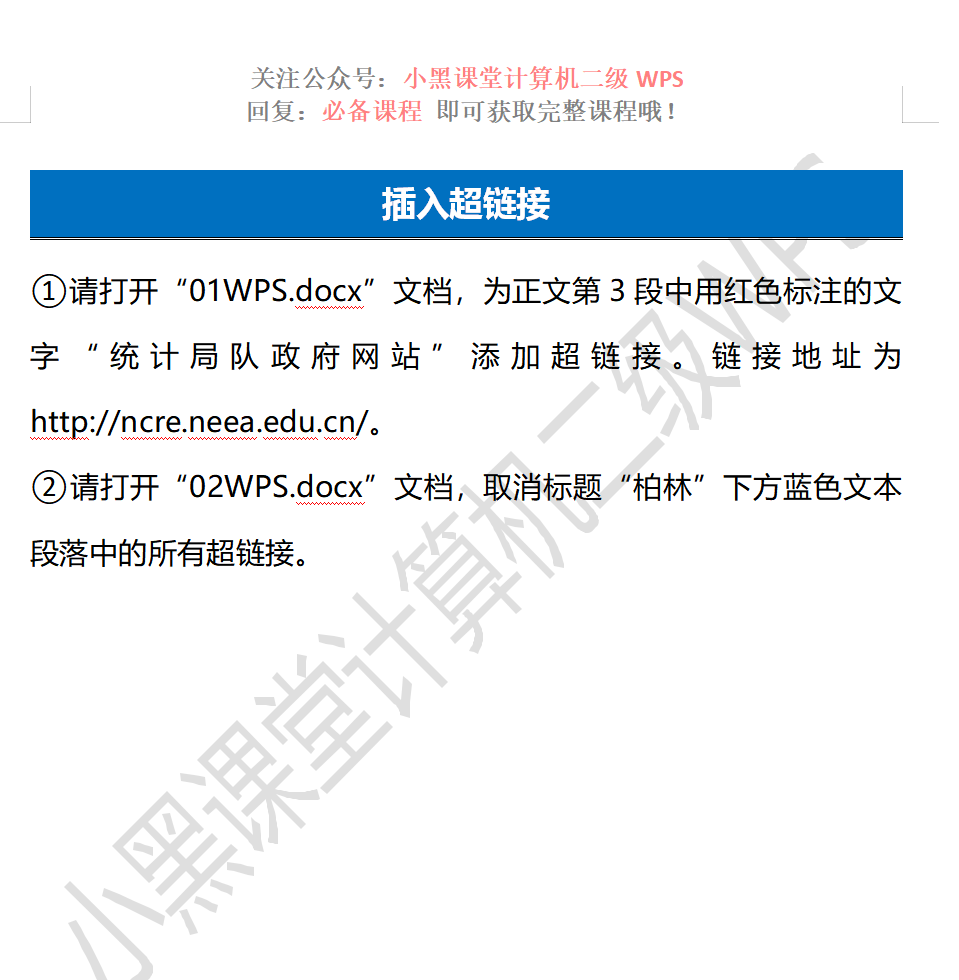 关注公众号：小黑课堂计算机二级 WPS
回复：必备课程 即可获取完整课程哦！
插入超链接
①请打开“01WPS.docx”文档，为正文第 3 段中用红色标注的文
字“统计局队政府网站”添加超链接。链接地址为
http://ncre.neea.edu.cn/。
②请打开“02WPS.docx”文档，取消标题“柏林”下方蓝色文本
段落中的所有超链接。
小黑课堂计算机二级WPS